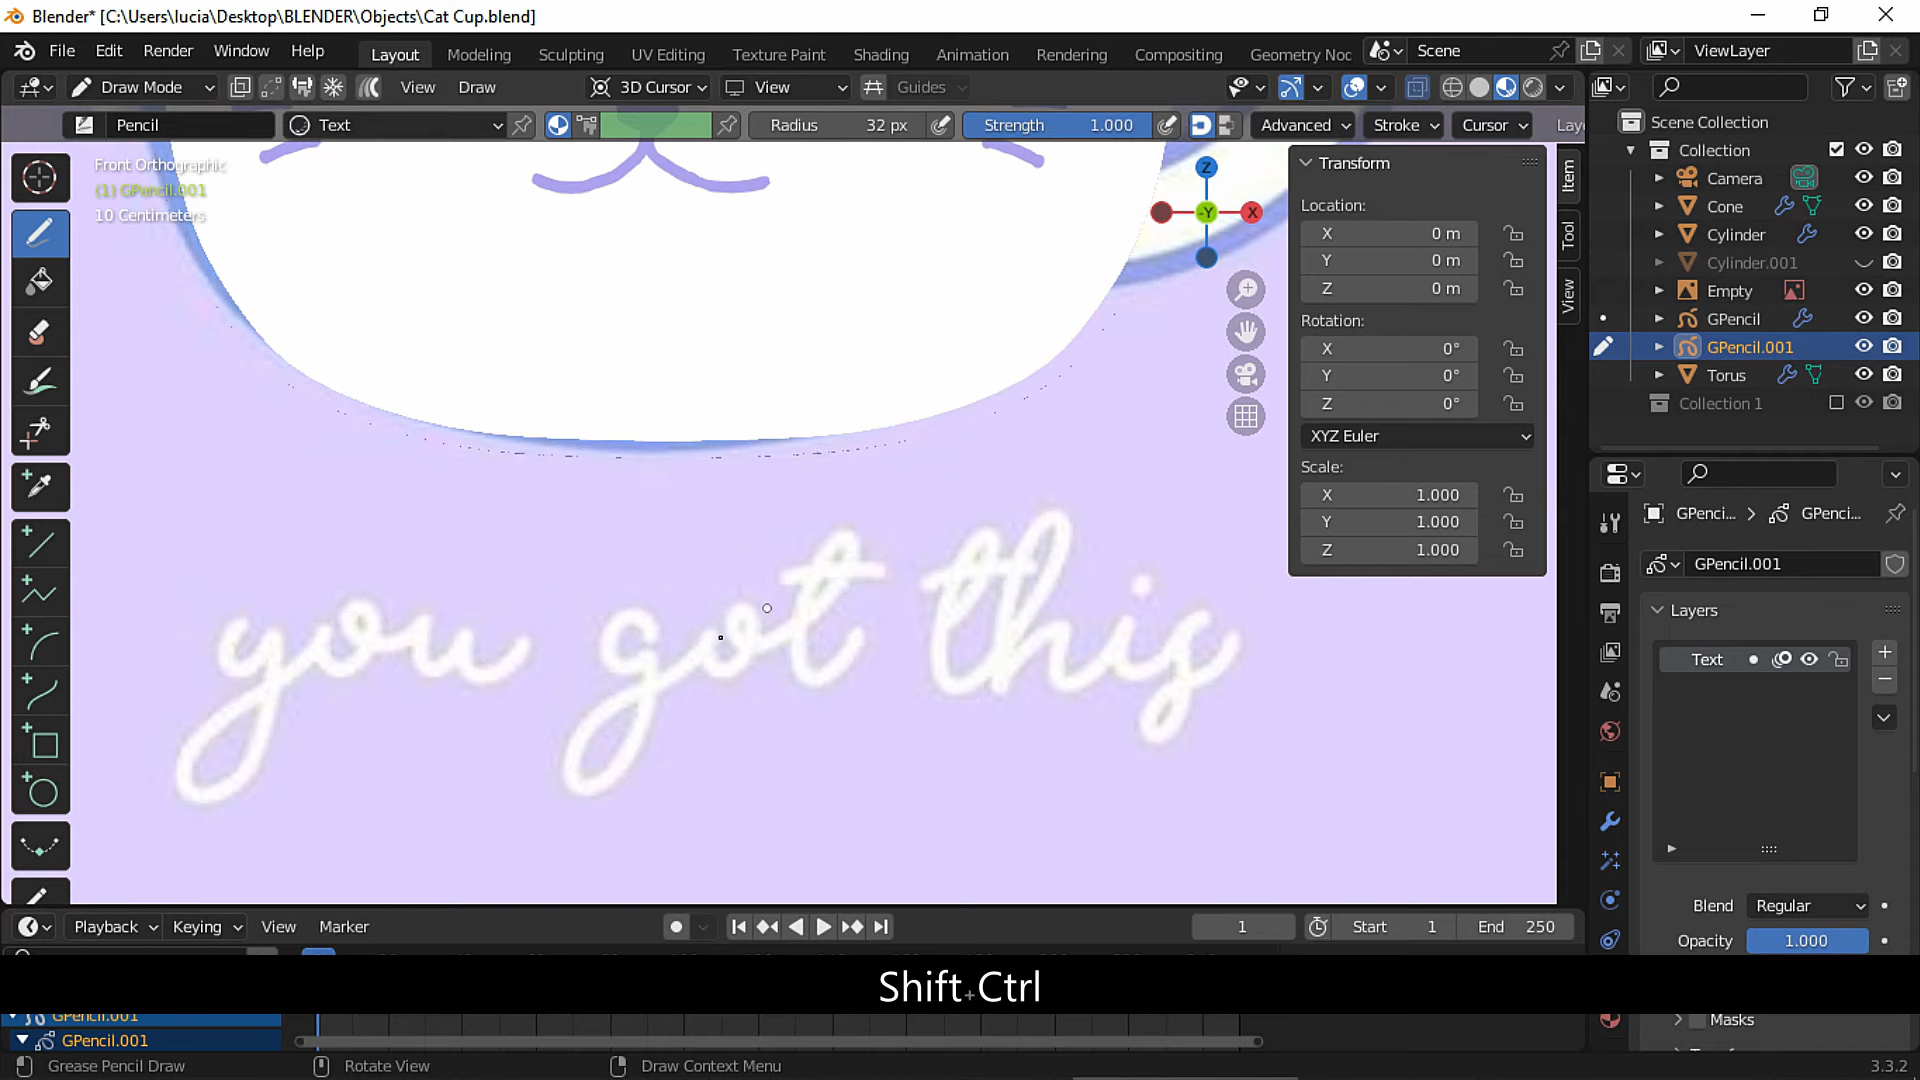 Blender* [C:\Users\lucia\Desktop\BLENDER\Objects\Cat Cup.blend]
File Edit Render Window Help Layout Modeling Sculpting UV Editing Texture Paint Shading Animation Rendering Compositing Geometry Noc Scene ViewLayer
Draw Mode View Draw 3D Cursor View Guides
Pencil Text Radius 32 px Strength 1.000 Advanced Stroke Cursor Lay
Front Orthographic
(1) GPencil.001
10 Centimeters
Z
-Y X
Transform
Location:
X 0 m
Y 0 m
Z 0 m
Rotation:
X 0°
Y 0°
Z 0°
XYZ Euler
Scale:
X 1.000
Y 1.000
Z 1.000
Item
Tool
View
Scene Collection
Collection
Camera
Cone
Cylinder
Cylinder.001
Empty
GPencil
GPencil.001
Torus
Collection 1
GPenci... > GPenci...
GPencil.001
Layers
Text
Blend Regular
Opacity 1.000
Masks
you got this
Playback Keying View Marker 1 Start 1 End 250
Shift+Ctrl
GPencil.001
GPencil.001
Grease Pencil Draw Rotate View Draw Context Menu 3.3.2